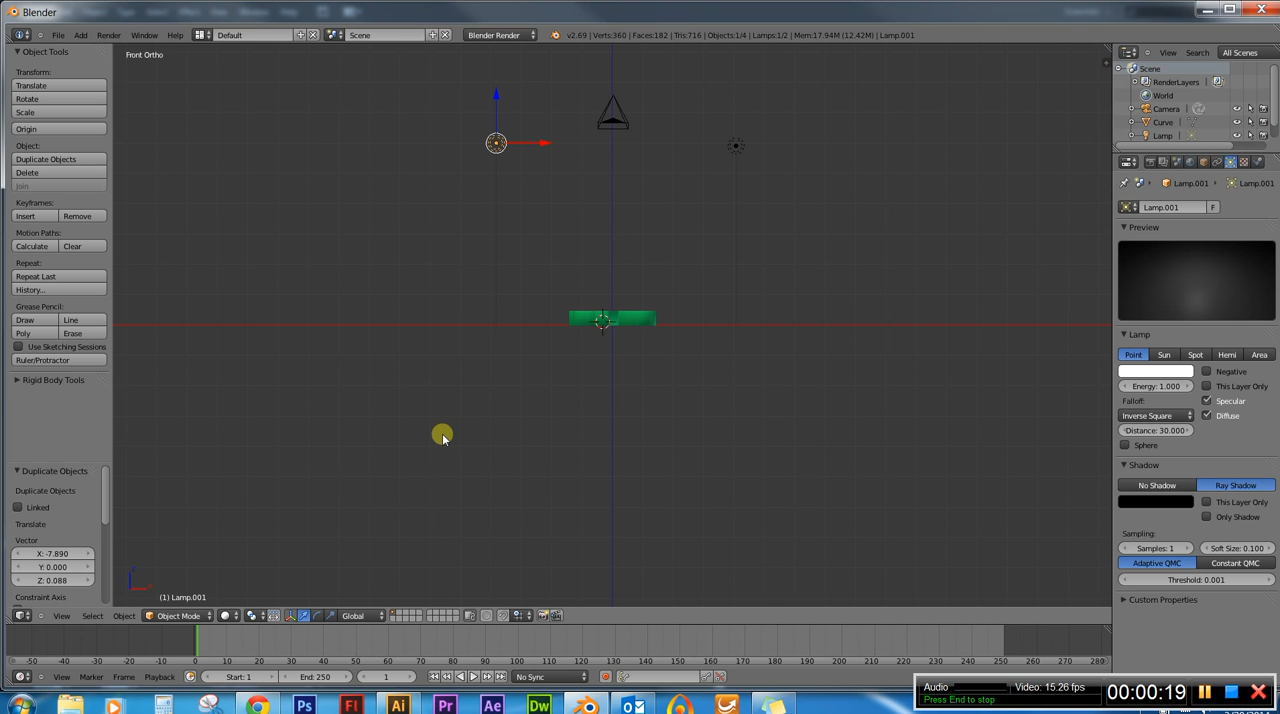 Blender
File Add Render Window Help Default Scene Blender Render v2.69 | Verts:360 | Faces:182 | Tris:716 | Objects:1/4 | Lamps:1/2 | Mem:17.94M (12.42M) | Lamp.001
View Search All Scenes
Object Tools
Front Ortho
Transform:
Translate
Rotate
Scale
Origin
Object:
Duplicate Objects
Delete
Join
Keyframes:
Insert Remove
Motion Paths:
Calculate Clear
Repeat:
Repeat Last
History...
Grease Pencil:
Draw Line
Poly Erase
Use Sketching Sessions
Ruler/Protractor
Rigid Body Tools
Duplicate Objects
Duplicate Objects
Linked
Translate
Vector
X: -7.890
Y: 0.000
Z: 0.088
Constraint Axis
(1) Lamp.001
Scene
RenderLayers
World
Camera
Curve
Lamp
Lamp.001 Lamp.001
Lamp.001 F
Preview
Lamp
Point Sun Spot Hemi Area
Negative
Energy: 1.000 This Layer Only
Falloff: Specular
Inverse Square Diffuse
Distance: 30.000
Sphere
Shadow
No Shadow Ray Shadow
This Layer Only
Only Shadow
Sampling:
Samples: 1 Soft Size: 0.100
Adaptive QMC Constant QMC
Threshold: 0.001
Custom Properties
View Select Object Object Mode Global
-50 -40 -30 -20 -10 0 10 20 30 40 50 60 70 80 90 100 110 120 130 140 150 160 170 180 190 200 210 220 230 240 250 260 270 280
View Marker Frame Playback Start: 1 End: 250 1 No Sync
Audio Video: 15.26 fps
Press End to stop
00:00:19
Ps Fl Ai Pr Ae Dw